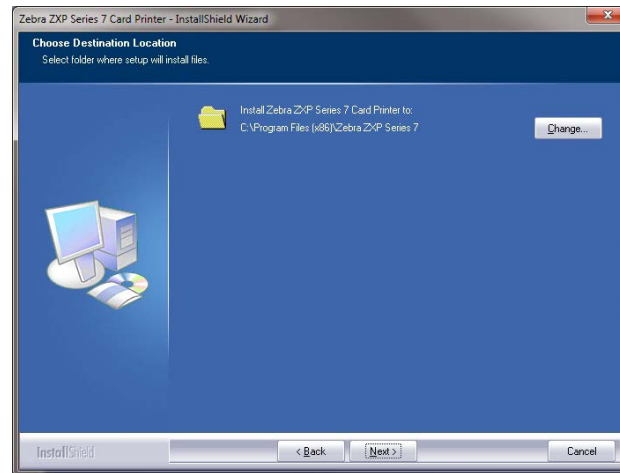 Zebra ZXP Series 7 Card Printer - InstallShield Wizard
Choose Destination Location
Select folder where setup will install files.
Install Zebra ZXP Series 7 Card Printer to:
C:\Program Files (x86)\Zebra ZXP Series 7
Change...
InstallShield
< Back
Next >
Cancel